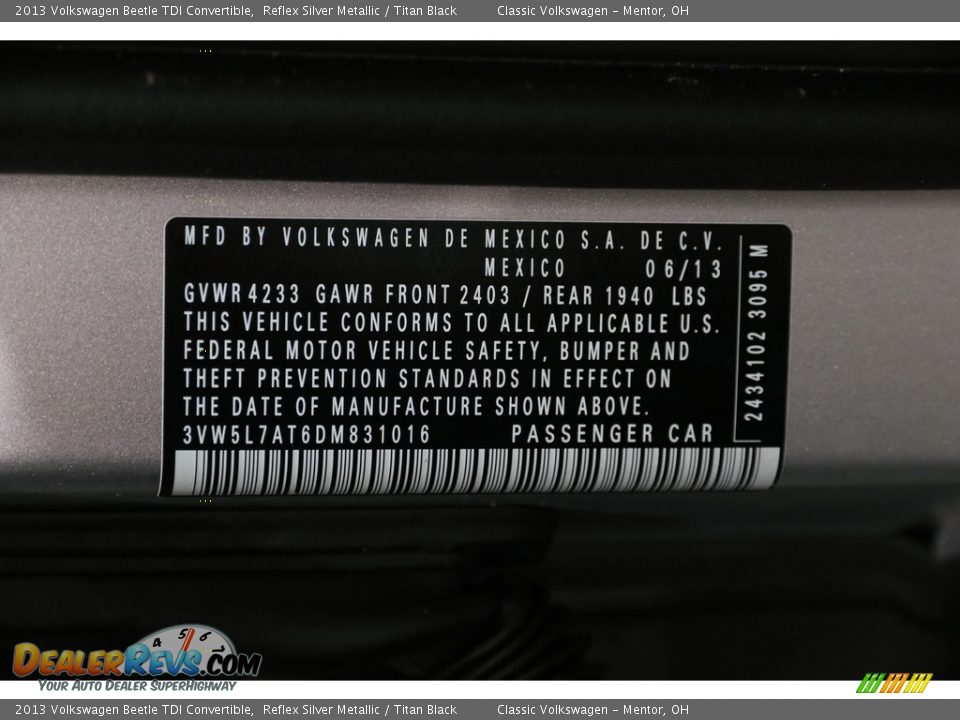 2013 Volkswagen Beetle TDI Convertible,  Reflex Silver Metallic / Titan Black     Classic Volkswagen – Mentor, OH
MFD BY VOLKSWAGEN DE MEXICO S.A. DE C.V.
MEXICO 06/13
GVWR 4233 GAWR FRONT 2403 / REAR 1940 LBS
THIS VEHICLE CONFORMS TO ALL APPLICABLE U.S.
FEDERAL MOTOR VEHICLE SAFETY, BUMPER AND
THEFT PREVENTION STANDARDS IN EFFECT ON
THE DATE OF MANUFACTURE SHOWN ABOVE.
3VW5L7AT6DM831016 PASSENGER CAR
2434102 3095 M
4 5 6
DEALERREVS.COM
YOUR AUTO DEALER SUPERHIGHWAY
2013 Volkswagen Beetle TDI Convertible,  Reflex Silver Metallic / Titan Black     Classic Volkswagen – Mentor, OH